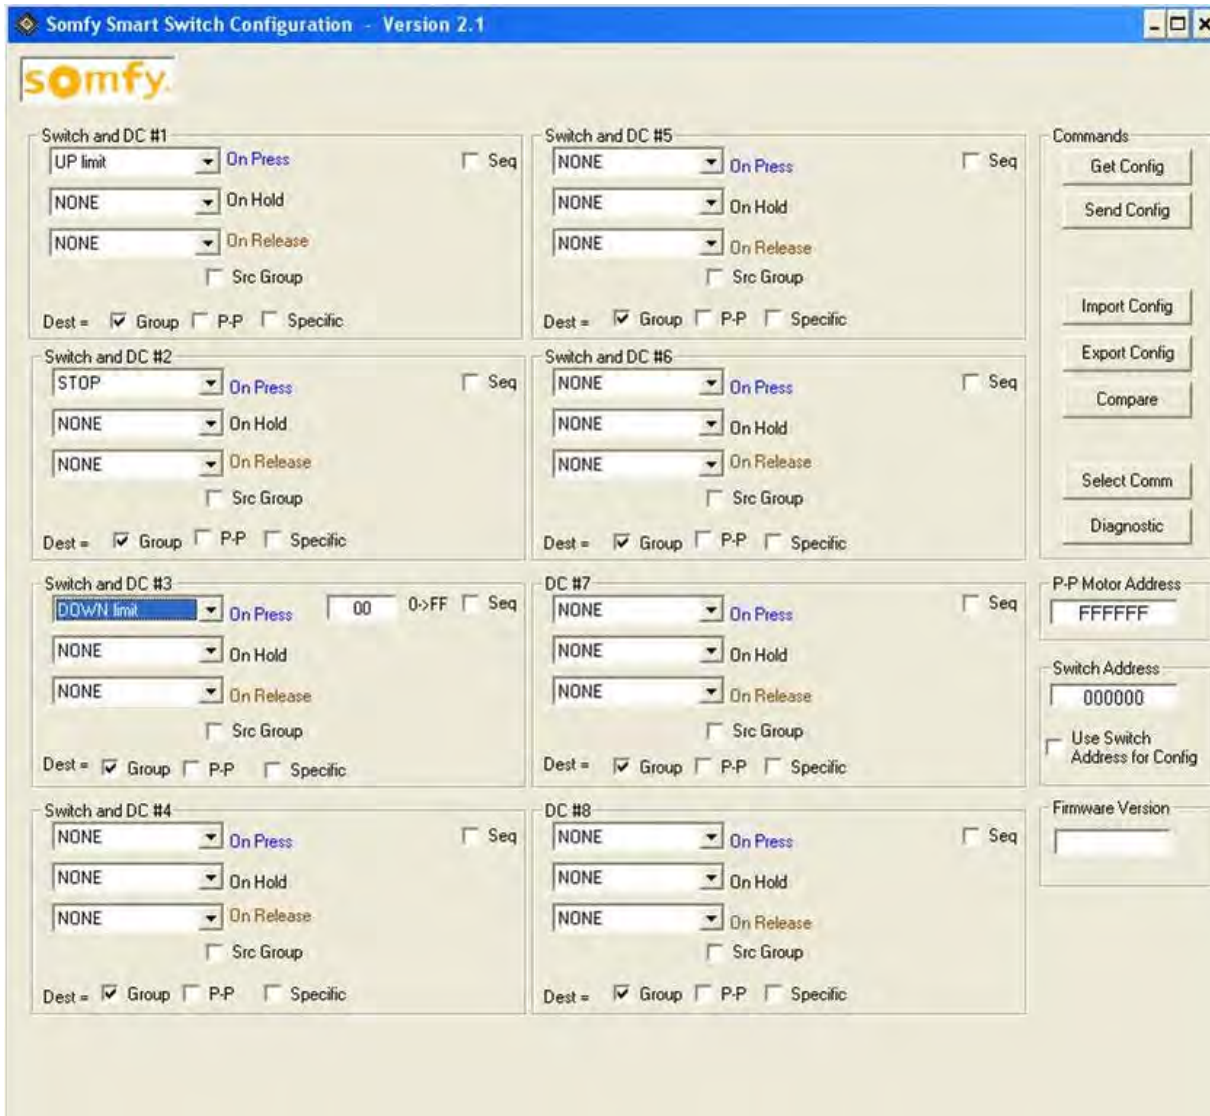 Somfy Smart Switch Configuration - Version 2.1
somfy.
Switch and DC #1
UP limit On Press Seq
NONE On Hold
NONE On Release
Src Group
Dest = Group P-P Specific
Switch and DC #2
STOP On Press Seq
NONE On Hold
NONE On Release
Src Group
Dest = Group P-P Specific
Switch and DC #3
DOWN limit On Press 00 0->FF Seq
NONE On Hold
NONE On Release
Src Group
Dest = Group P-P Specific
Switch and DC #4
NONE On Press Seq
NONE On Hold
NONE On Release
Src Group
Dest = Group P-P Specific
Switch and DC #5
NONE On Press Seq
NONE On Hold
NONE On Release
Src Group
Dest = Group P-P Specific
Switch and DC #6
NONE On Press Seq
NONE On Hold
NONE On Release
Src Group
Dest = Group P-P Specific
DC #7
NONE On Press Seq
NONE On Hold
NONE On Release
Src Group
Dest = Group P-P Specific
DC #8
NONE On Press Seq
NONE On Hold
NONE On Release
Src Group
Dest = Group P-P Specific
Commands
Get Config
Send Config
Import Config
Export Config
Compare
Select Comm
Diagnostic
P-P Motor Address
FFFFFF
Switch Address
000000
Use Switch
Address for Config
Firmware Version